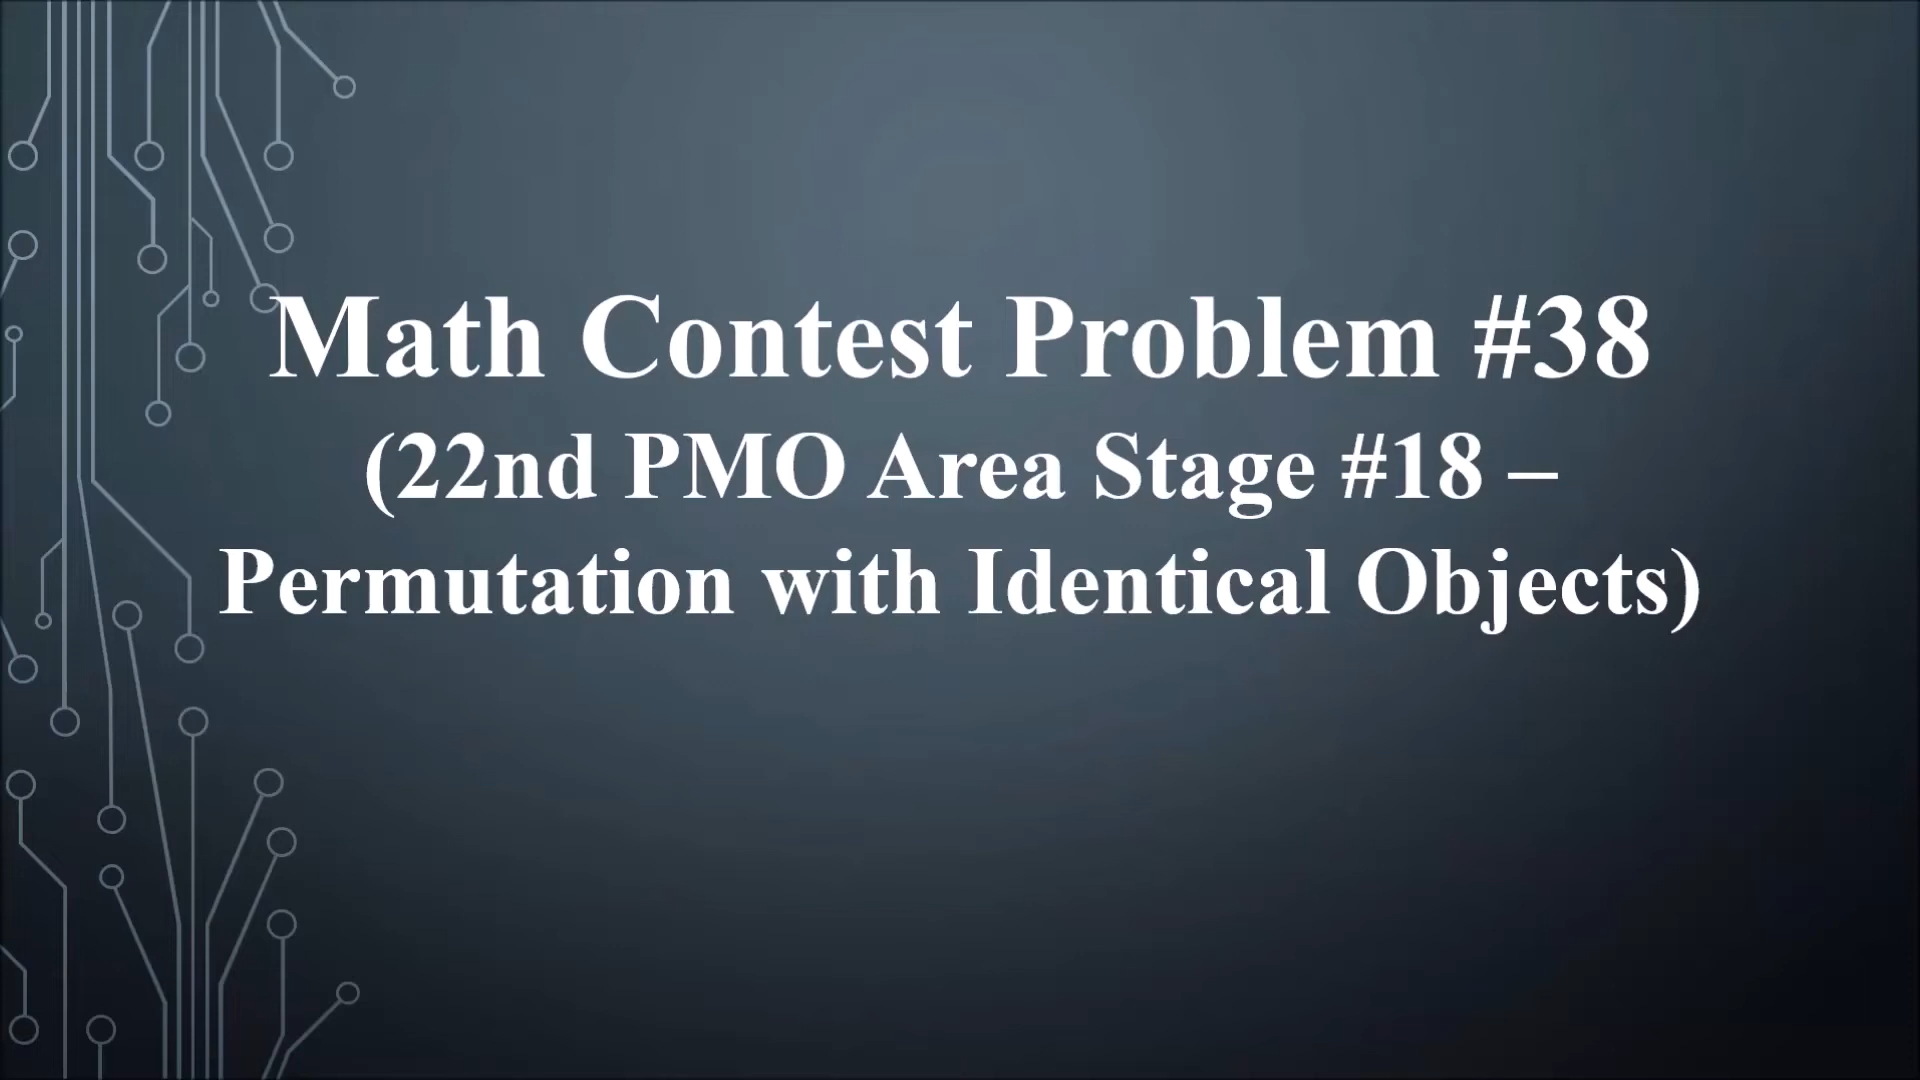 Math Contest Problem #38
(22nd PMO Area Stage #18 –
Permutation with Identical Objects)